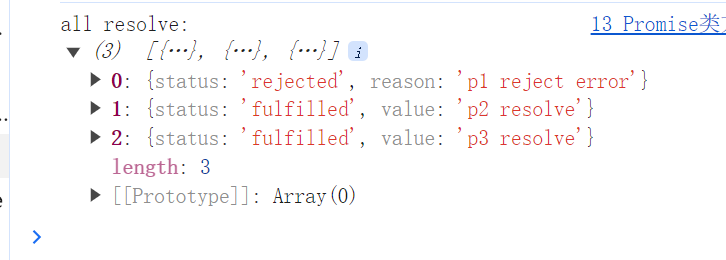 all resolve:
13 Promise类
(3) [{…}, {…}, {…}] i
0: {status: 'rejected', reason: 'p1 reject error'}
1: {status: 'fulfilled', value: 'p2 resolve'}
2: {status: 'fulfilled', value: 'p3 resolve'}
length: 3
[[Prototype]]: Array(0)